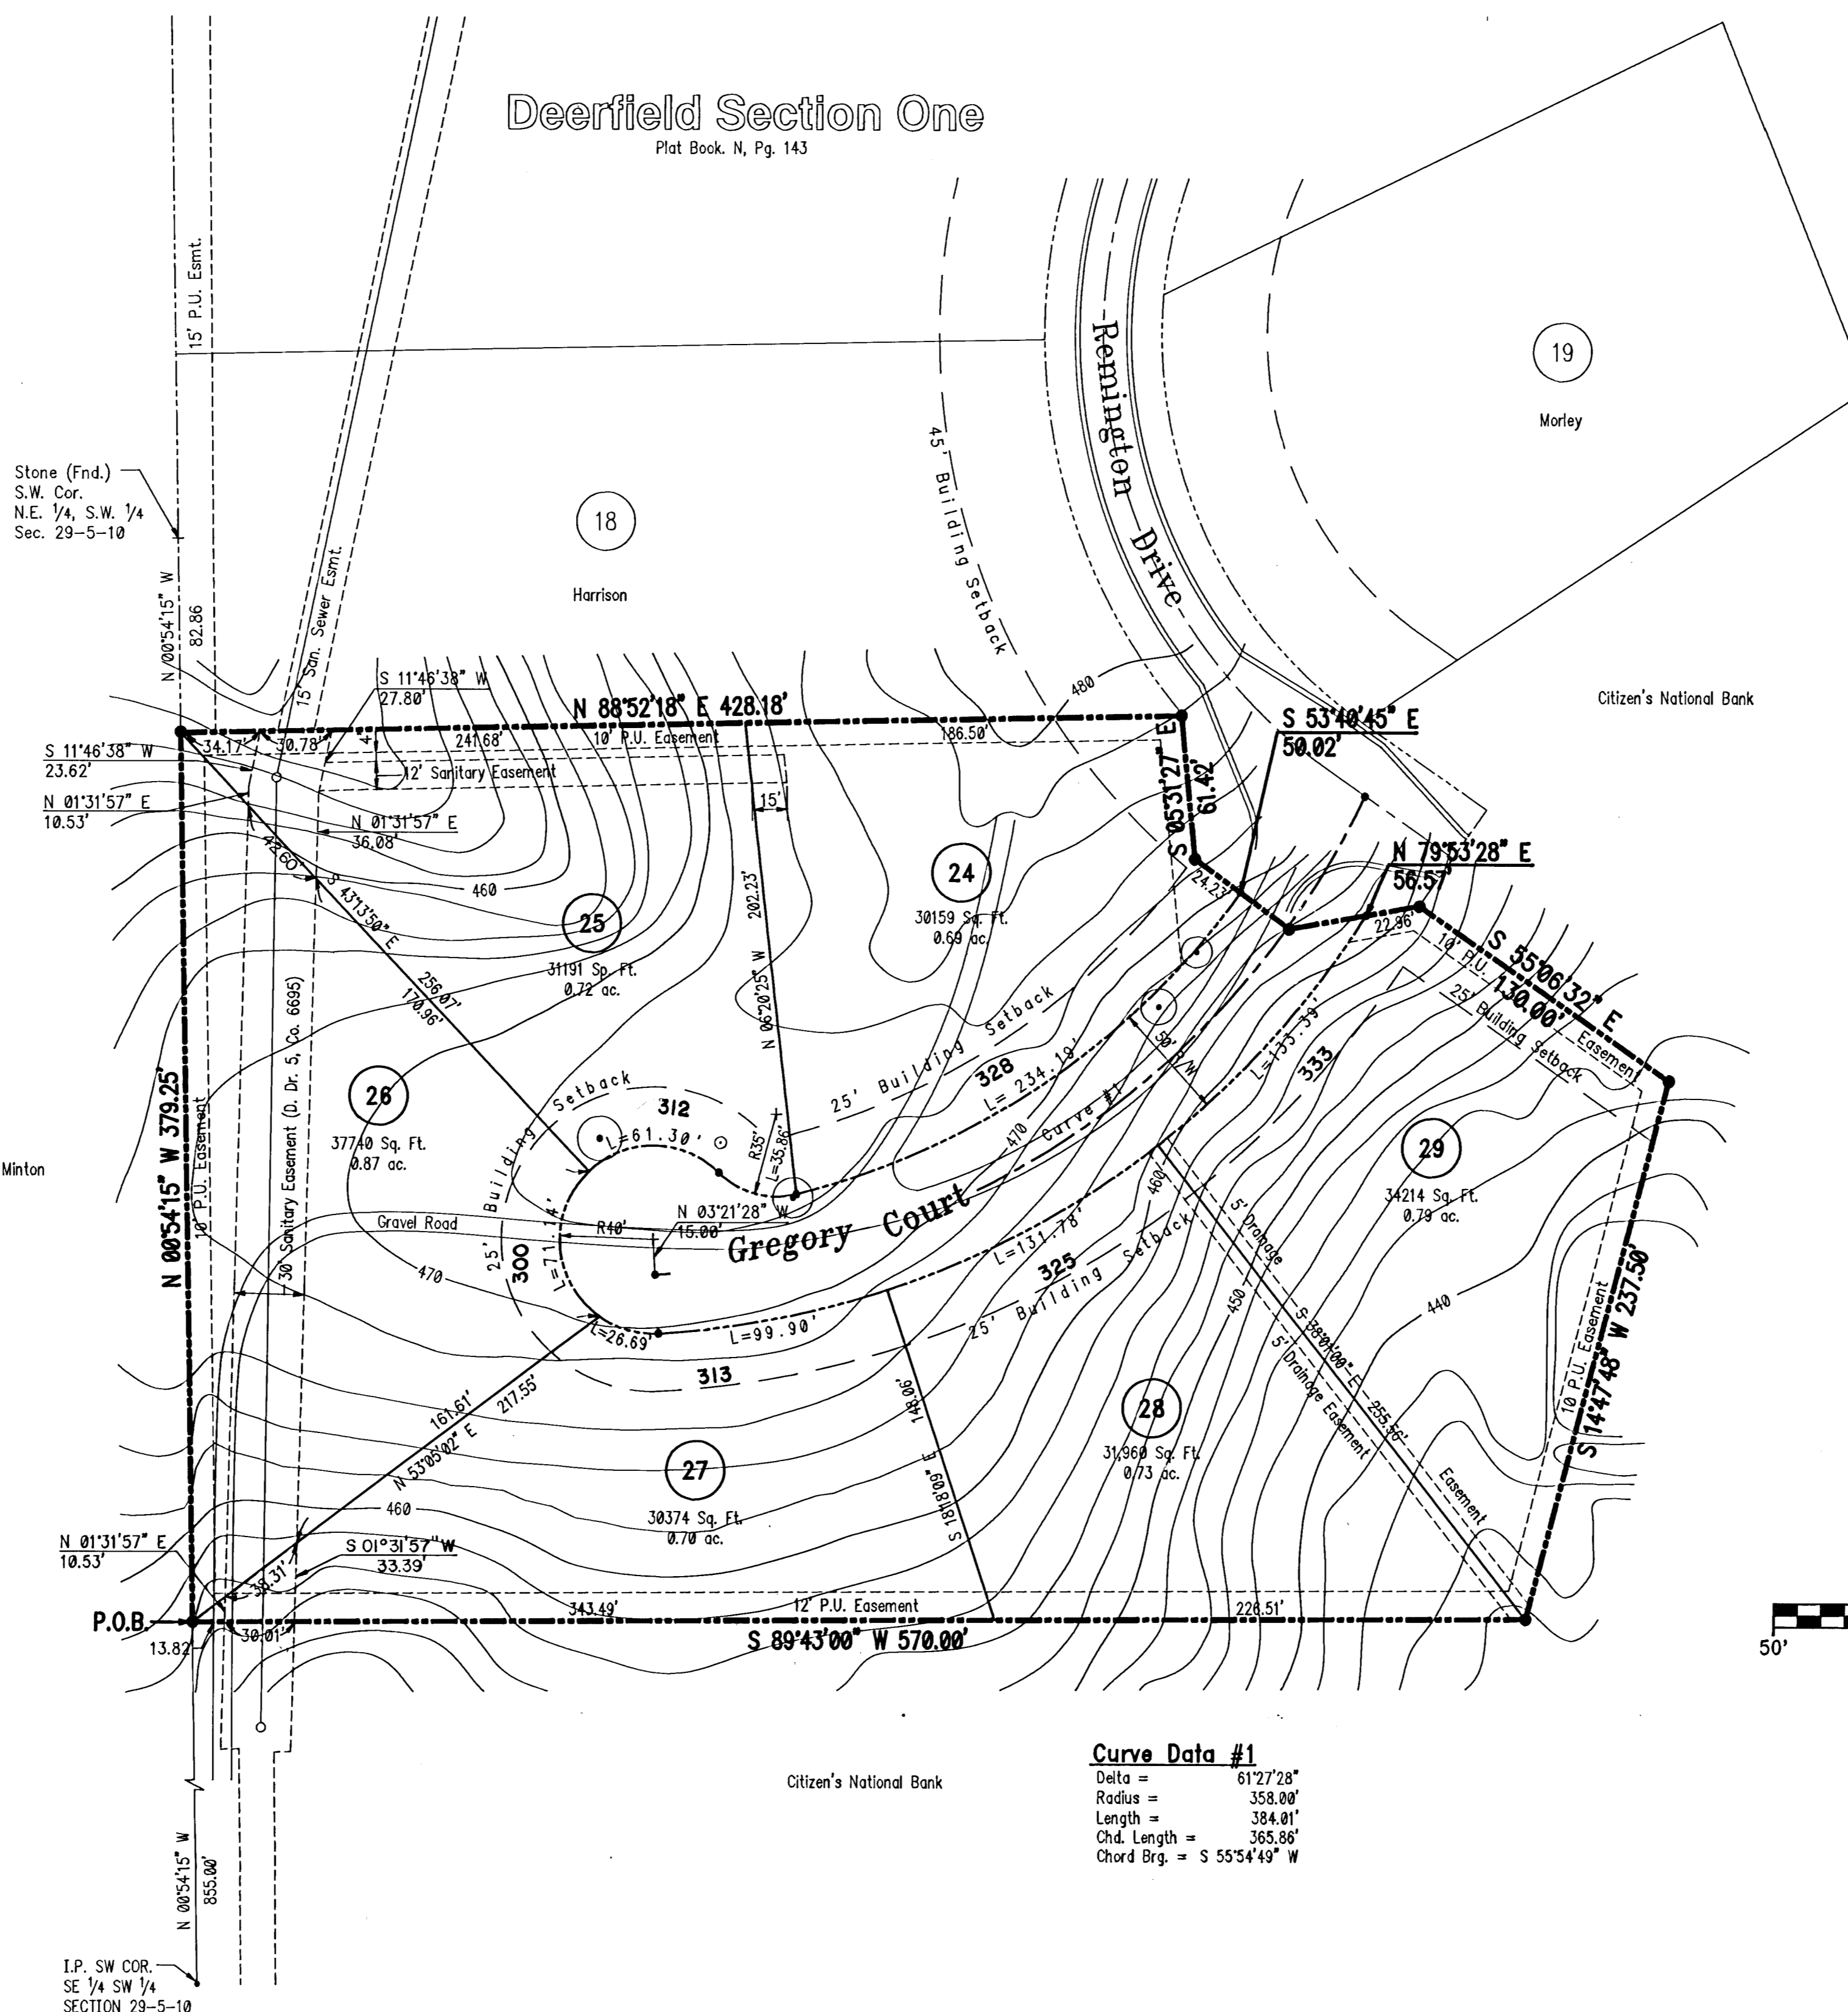 Deerfield Section One
Plat Book. N, Pg. 143
15' P.U. Esmt.
Remington Drive
19
Morley
45' Building Setback
Stone (Fnd.)
S.W. Cor.
N.E. 1/4, S.W. 1/4
Sec. 29-5-10
18
Harrison
N 00°54'15" W
82.86
15' San. Sewer Esmt.
480
Citizen's National Bank
S 11°46'38" W
27.80'
N 88°52'18" E 428.18'
S 53°40'45" E
50.02'
34.17'
30.78'
241.68'
10' P.U. Easement
186.50'
4'
12' Sanitary Easement
S 11°46'38" W
23.62'
N 01°31'57" E
10.53'
N 01°31'57" E
36.08'
15'
S 05°31'27" E
61.42'
N 79°53'28" E
56.57'
42.60'
24.23'
22.96'
460
S 43°13'50" E
256.07'
170.96'
25
31191 Sp. Ft.
0.72 ac.
N 06°20'25" W 202.23'
24
30159 Sq. Ft.
0.69 ac.
S 55°06'32" E
130.00'
10' P.U. Easement
25' Building Setback
25' Building Setback
328
L= 234.19'
50' R/W
L=133.39'
333
Curve #1
470
26
37740 Sq. Ft.
0.87 ac.
30' Sanitary Easement (D. Dr. 5, Ca. 6695)
10' P.U. Easement
N 00°54'15" W 379.25'
Minton
25' Building Setback
312
L=61.30'
R35'
L=35.86'
29
34214 Sq. Ft.
0.79 ac.
460
Gravel Road
R40'
N 03°21'28" W
15.00'
Gregory Court
300
L=71.14'
470
L=26.69'
L=99.90'
L=131.78'
325
25' Building Setback
313
5' Drainage Easement
S 38°01'00" E 255.56'
5' Drainage Easement
450
440
10 P.U. Easement
S 14°47'48" W 237.50'
161.61'
217.55'
N 53°05'02" E
S 18°18'09" E 148.06'
28
31,960 Sq. Ft.
0.73 ac.
27
30374 Sq. Ft.
0.70 ac.
460
N 01°31'57" E
10.53'
S 01°31'57" W
33.39'
38.31'
P.O.B.
13.82
30.01'
343.49'
12' P.U. Easement
226.51'
S 89°43'00" W 570.00'
50'
Citizen's National Bank
Curve Data #1
Delta = 61°27'28"
Radius = 358.00'
Length = 384.01'
Chd. Length = 365.86'
Chord Brg. = S 55°54'49" W
N 00°54'15" W
855.00'
I.P. SW COR.
SE 1/4 SW 1/4
SECTION 29-5-10